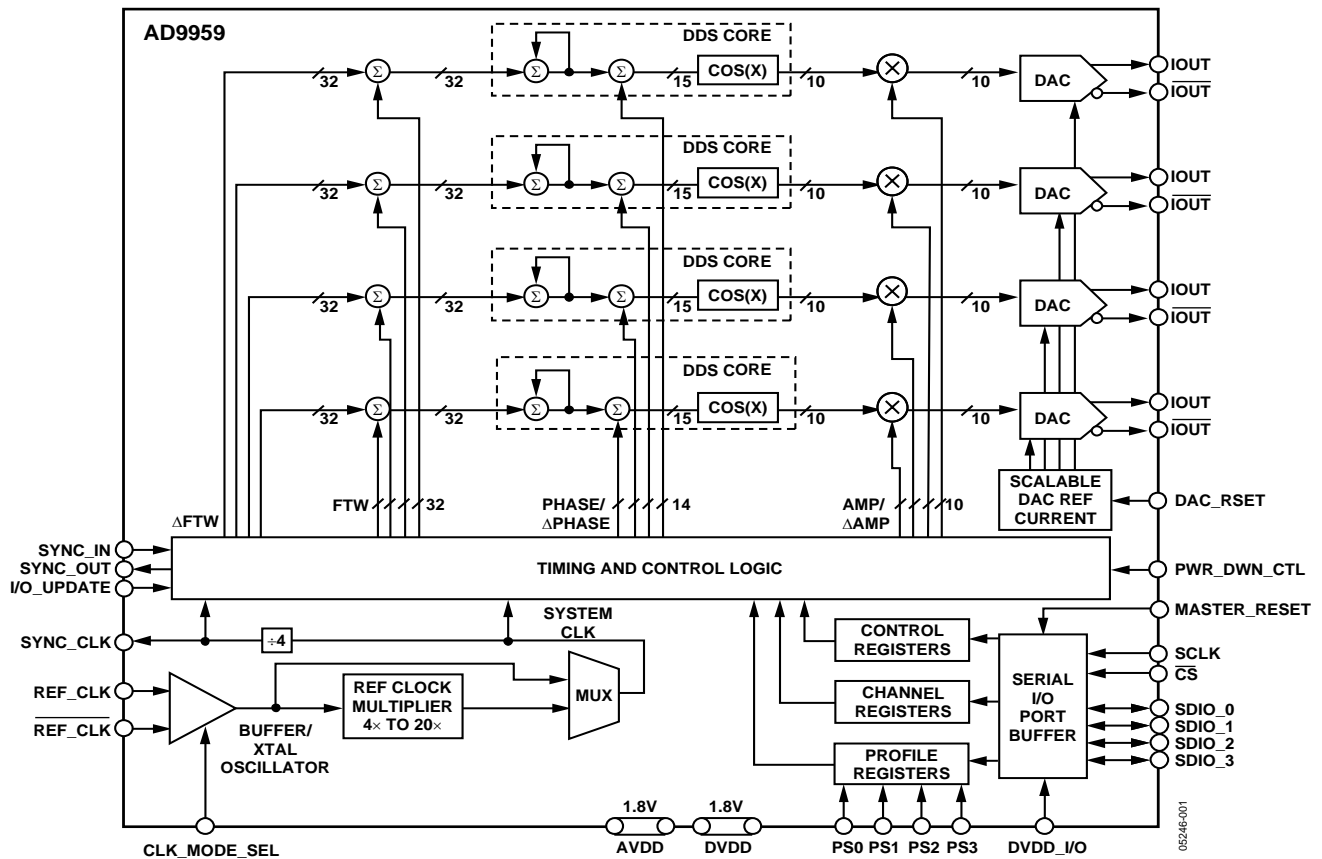 AD9959
DDS CORE
Σ
Σ
Σ
32
32
15
COS(X)
10
×
10
DAC
IOUT
IOUT
DDS CORE
Σ
Σ
Σ
32
32
15
COS(X)
10
×
10
DAC
IOUT
IOUT
DDS CORE
Σ
Σ
Σ
32
32
15
COS(X)
10
×
10
DAC
IOUT
IOUT
DDS CORE
Σ
Σ
Σ
32
32
15
COS(X)
10
×
10
DAC
IOUT
IOUT
SCALABLE
DAC REF
CURRENT
DAC_RSET
∆FTW
FTW
32
PHASE/
∆PHASE
14
AMP/
∆AMP
10
SYNC_IN
SYNC_OUT
I/O_UPDATE
TIMING AND CONTROL LOGIC
PWR_DWN_CTL
MASTER_RESET
SYNC_CLK
÷4
SYSTEM
CLK
REF_CLK
REF_CLK
BUFFER/
XTAL
OSCILLATOR
REF CLOCK
MULTIPLIER
4× TO 20×
MUX
CONTROL
REGISTERS
CHANNEL
REGISTERS
PROFILE
REGISTERS
SERIAL
I/O
PORT
BUFFER
SCLK
CS
SDIO_0
SDIO_1
SDIO_2
SDIO_3
1.8V
1.8V
CLK_MODE_SEL
AVDD
DVDD
PS0 PS1 PS2 PS3
DVDD_I/O
05246-001